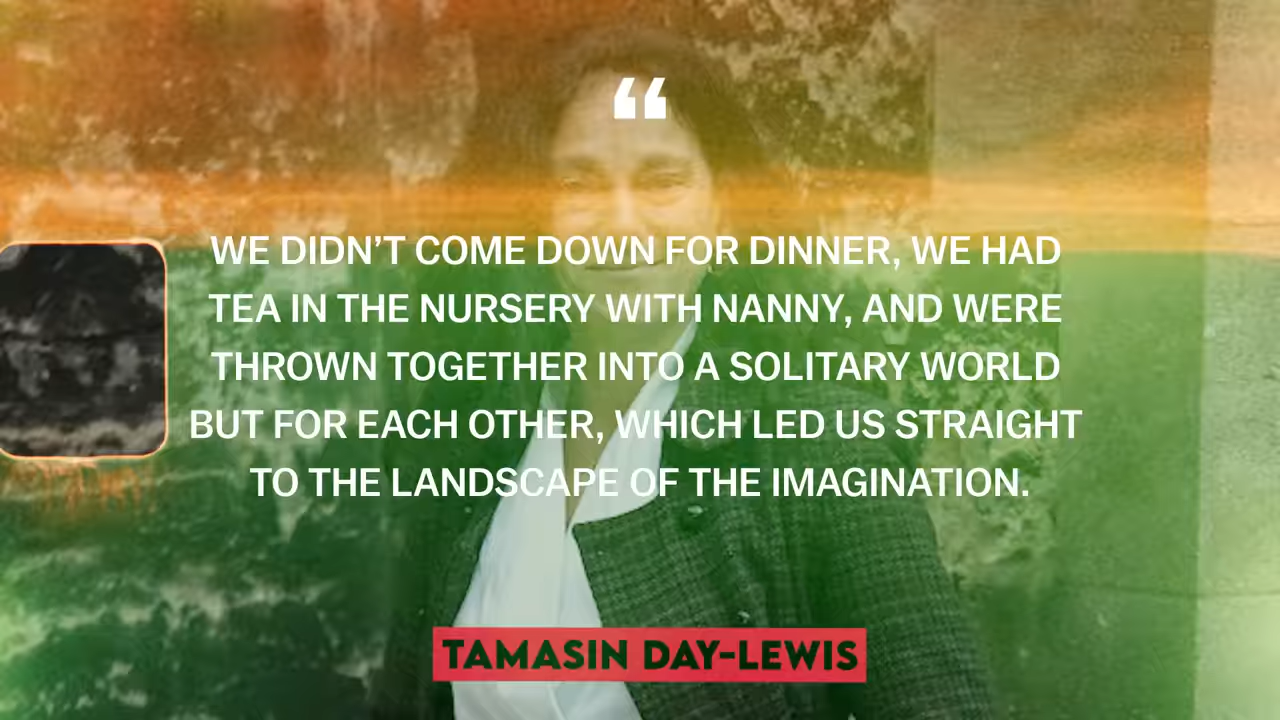 “
WE DIDN’T COME DOWN FOR DINNER, WE HAD
TEA IN THE NURSERY WITH NANNY, AND WERE
THROWN TOGETHER INTO A SOLITARY WORLD
BUT FOR EACH OTHER, WHICH LED US STRAIGHT
TO THE LANDSCAPE OF THE IMAGINATION.
TAMASIN DAY-LEWIS